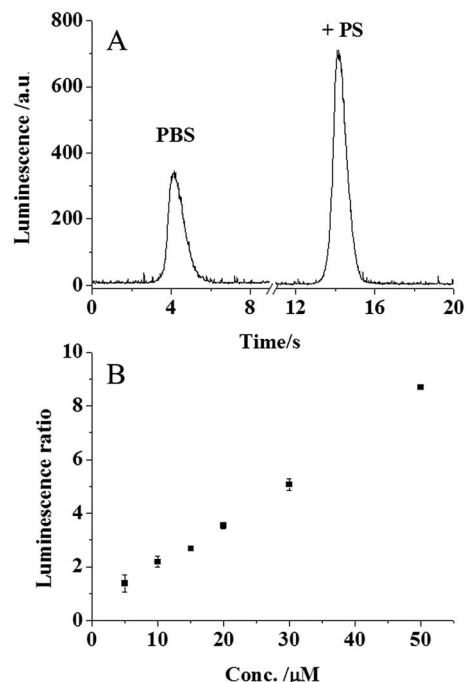 A
+ PS
PBS
Luminescence /a.u.
800
600
400
200
0
0 4 8 12 16 20
Time/s
B
Luminescence ratio
10
8
6
4
2
0
0 10 20 30 40 50
Conc. /μM